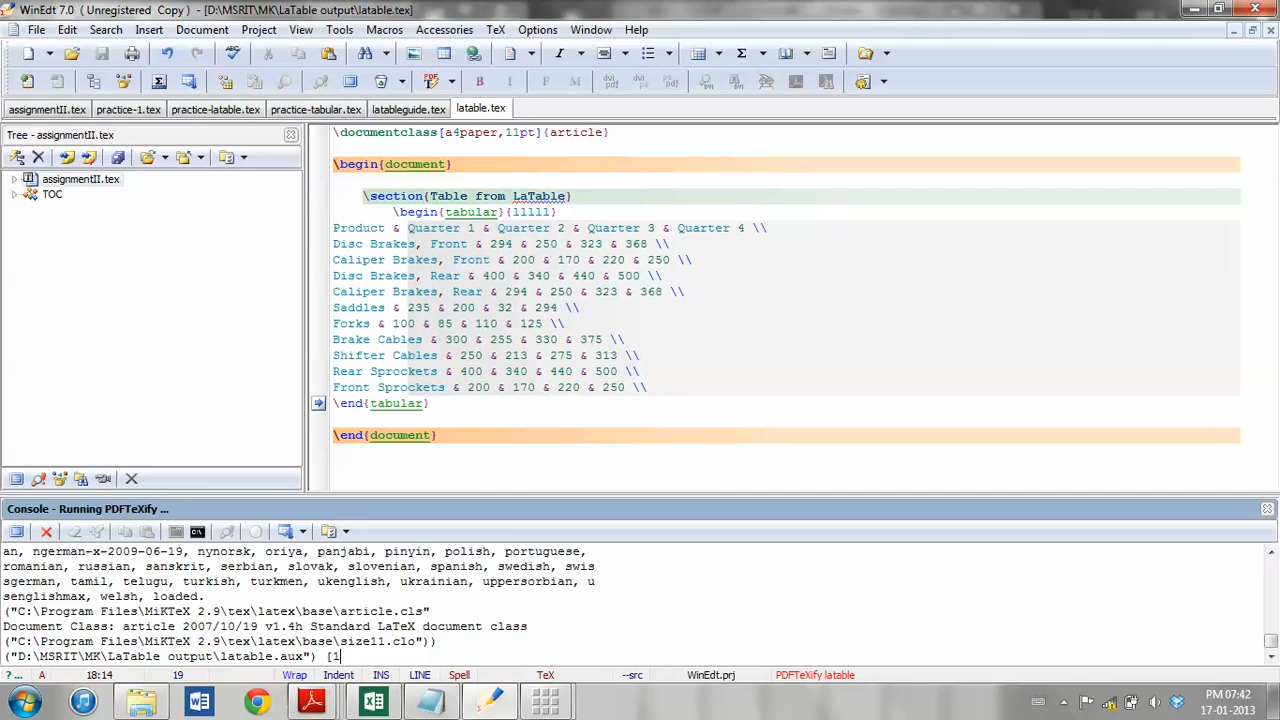 WinEdt 7.0 (Unregistered Copy) - [D:\MSRIT\MK\LaTable output\latable.tex]
File Edit Search Insert Document Project View Tools Macros Accessories TeX Options Window Help
assignmentII.tex practice-1.tex practice-latable.tex practice-tabular.tex latableguide.tex latable.tex
Tree - assignmentII.tex
assignmentII.tex
TOC
\documentclass[a4paper,11pt]{article}
\begin{document}
\section{Table from LaTable}
\begin{tabular}{lllll}
Product & Quarter 1 & Quarter 2 & Quarter 3 & Quarter 4 \\
Disc Brakes, Front & 294 & 250 & 323 & 368 \\
Caliper Brakes, Front & 200 & 170 & 220 & 250 \\
Disc Brakes, Rear & 400 & 340 & 440 & 500 \\
Caliper Brakes, Rear & 294 & 250 & 323 & 368 \\
Saddles & 235 & 200 & 32 & 294 \\
Forks & 100 & 85 & 110 & 125 \\
Brake Cables & 300 & 255 & 330 & 375 \\
Shifter Cables & 250 & 213 & 275 & 313 \\
Rear Sprockets & 400 & 340 & 440 & 500 \\
Front Sprockets & 200 & 170 & 220 & 250 \\
\end{tabular}
\end{document}
Console - Running PDFTeXify ...
an, ngerman-x-2009-06-19, nynorsk, oriya, panjabi, pinyin, polish, portuguese,
romanian, russian, sanskrit, serbian, slovak, slovenian, spanish, swedish, swis
sgerman, tamil, telugu, turkish, turkmen, ukenglish, ukrainian, uppersorbian, u
senglishmax, welsh, loaded.
("C:\Program Files\MiKTeX 2.9\tex\latex\base\article.cls"
Document Class: article 2007/10/19 v1.4h Standard LaTeX document class
("C:\Program Files\MiKTeX 2.9\tex\latex\base\size11.clo"))
("D:\MSRIT\MK\LaTable output\latable.aux") [1
?... A 18:14 19 Wrap Indent INS LINE Spell TeX --src WinEdt.prj PDFTeXify latable
PM 07:42
17-01-2013